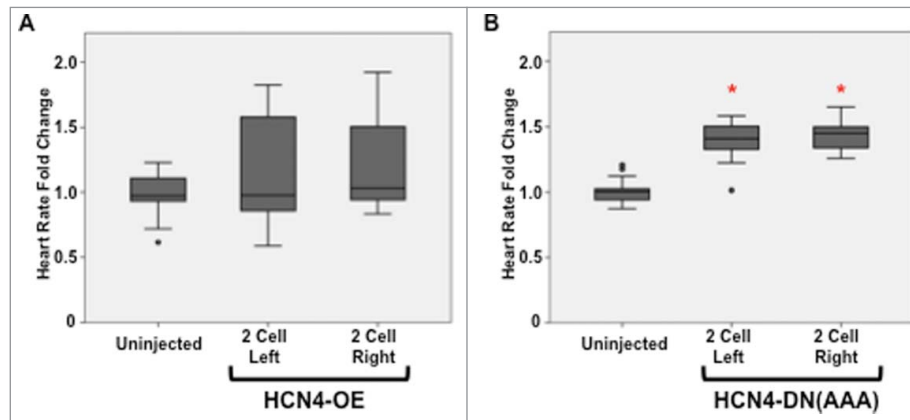 A
Heart Rate Fold Change
2.0
1.5
1.0
0.5
0
Uninjected
2 Cell
Left
2 Cell
Right
HCN4-OE
B
Heart Rate Fold Change
2.0
1.5
1.0
0.5
0
*
*
Uninjected
2 Cell
Left
2 Cell
Right
HCN4-DN(AAA)